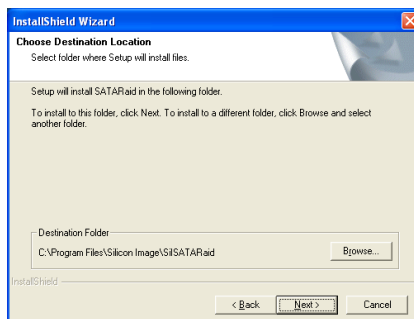 InstallShield Wizard
Choose Destination Location
Select folder where Setup will install files.
Setup will install SATARaid in the following folder.
To install to this folder, click Next. To install to a different folder, click Browse and select
another folder.
Destination Folder
C:\Program Files\Silicon Image\SiISATARaid
Browse...
InstallShield
< Back
Next >
Cancel